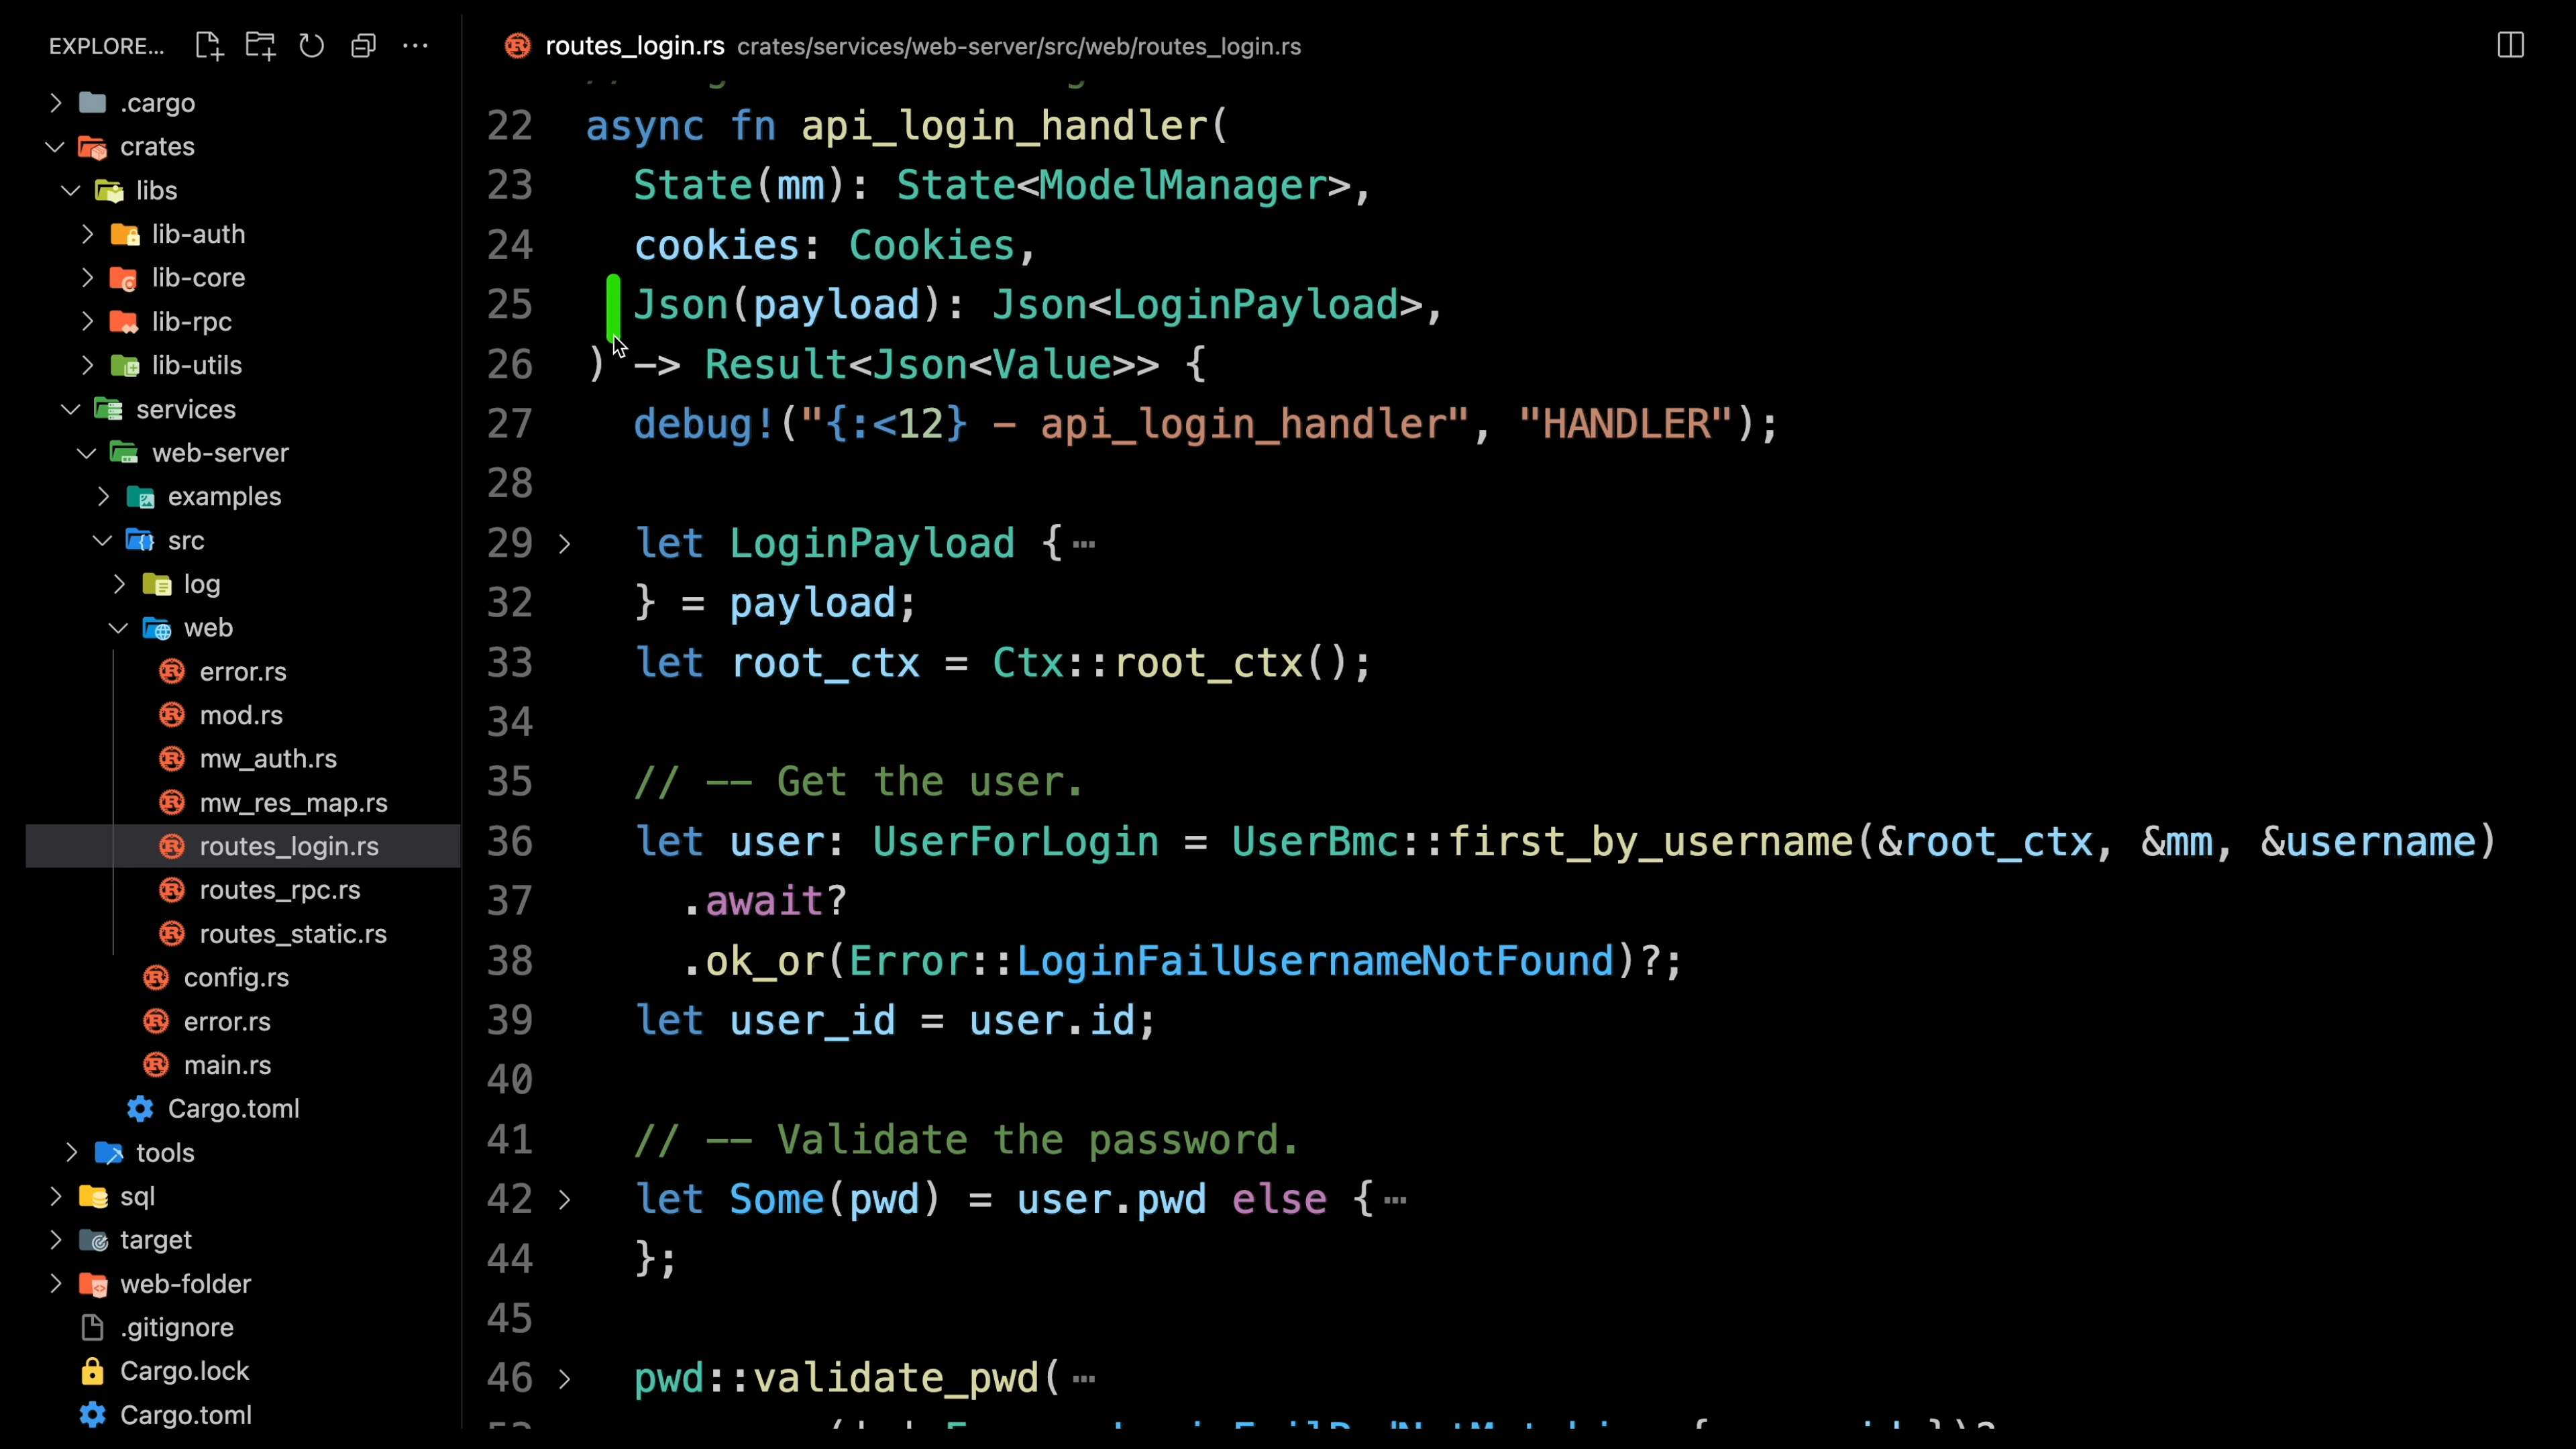 EXPLORE...
.cargo
crates
libs
lib-auth
lib-core
lib-rpc
lib-utils
services
web-server
examples
src
log
web
error.rs
mod.rs
mw_auth.rs
mw_res_map.rs
routes_login.rs
routes_rpc.rs
routes_static.rs
config.rs
error.rs
main.rs
Cargo.toml
tools
sql
target
web-folder
.gitignore
Cargo.lock
Cargo.toml
routes_login.rs crates/services/web-server/src/web/routes_login.rs
22 async fn api_login_handler(
23 State(mm): State<ModelManager>,
24 cookies: Cookies,
25 Json(payload): Json<LoginPayload>,
26 ) -> Result<Json<Value>> {
27 debug!("{:<12} - api_login_handler", "HANDLER");
28
29 let LoginPayload {⋯
32 } = payload;
33 let root_ctx = Ctx::root_ctx();
34
35 // -- Get the user.
36 let user: UserForLogin = UserBmc::first_by_username(&root_ctx, &mm, &username)
37 .await?
38 .ok_or(Error::LoginFailUsernameNotFound)?;
39 let user_id = user.id;
40
41 // -- Validate the password.
42 let Some(pwd) = user.pwd else {⋯
44 };
45
46 pwd::validate_pwd(⋯